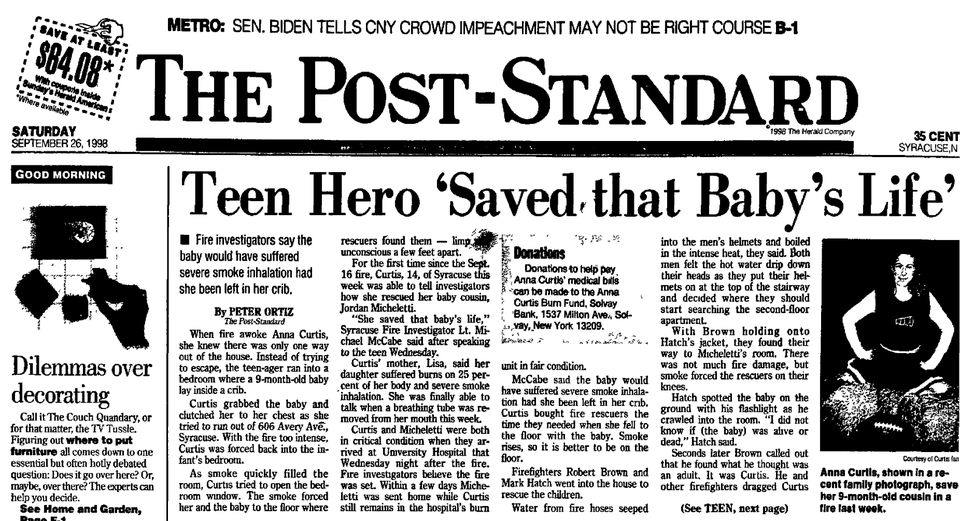 METRO: SEN. BIDEN TELLS CNY CROWD IMPEACHMENT MAY NOT BE RIGHT COURSE B-1
SAVE AT LEAST
$84.08*
with coupons inside
Sunday's Herald American
*Where available
THE POST-STANDARD
©1998 The Herald Company
SATURDAY
SEPTEMBER 26, 1998
35 CENT
SYRACUSE, N
GOOD MORNING
Dilemmas over
decorating
Call it The Couch Quandary, or
for that matter, the TV Tussle.
Figuring out where to put
furniture all comes down to one
essential but often hotly debated
question: Does it go over here? Or,
maybe, over there? The experts can
help you decide.
See Home and Garden,
Page E-1
Teen Hero 'Saved that Baby's Life'
■ Fire investigators say the
baby would have suffered
severe smoke inhalation had
she been left in her crib.
By PETER ORTIZ
The Post-Standard
When fire awoke Anna Curtis,
she knew there was only one way
out of the house. Instead of trying
to escape, the teen-ager ran into a
bedroom where a 9-month-old baby
lay inside a crib.
Curtis grabbed the baby and
clutched her to her chest as she
tried to run out of 606 Avery Ave.,
Syracuse. With the fire too intense,
Curtis was forced back into the in-
fant's bedroom.
As smoke quickly filled the
room, Curtis tried to open the bed-
room window. The smoke forced
her and the baby to the floor where
rescuers found them — limp and
unconscious a few feet apart.
For the first time since the Sept.
16 fire, Curtis, 14, of Syracuse this
week was able to tell investigators
how she rescued her baby cousin,
Jordan Micheletti.
"She saved that baby's life,"
Syracuse Fire Investigator Lt. Mi-
chael McCabe said after speaking
to the teen Wednesday.
Curtis' mother, Lisa, said her
daughter suffered burns on 25 per-
cent of her body and severe smoke
inhalation. She was finally able to
talk when a breathing tube was re-
moved from her mouth this week.
Curtis and Micheletti were both
in critical condition when they ar-
rived at University Hospital that
Wednesday night after the fire.
Fire investigators believe the fire
was set. Within a few days Miche-
letti was sent home while Curtis
still remains in the hospital's burn
Donations
Donations to help pay
Anna Curtis' medical bills
can be made to the Anna
Curtis Burn Fund, Solvay
Bank, 1537 Milton Ave., Sol-
vay, New York 13209.
unit in fair condition.
McCabe said the baby would
have suffered severe smoke inhala-
tion had she been left in her crib.
Curtis bought fire rescuers the
time they needed when she fell to
the floor with the baby. Smoke
rises, so it is better to be on the
floor.
Firefighters Robert Brown and
Mark Hatch went into the house to
rescue the children.
Water from fire hoses seeped
into the men's helmets and boiled
in the intense heat, they said. Both
men felt the hot water drip down
their heads as they put their hel-
mets on at the top of the stairway
and decided where they should
start searching the second-floor
apartment.
With Brown holding onto
Hatch's jacket, they found their
way to Micheletti's room. There
was not much fire damage, but
smoke forced the rescuers on their
knees.
Hatch spotted the baby on the
ground with his flashlight as he
crawled into the room. "I did not
know if (the baby) was alive or
dead," Hatch said.
Seconds later Brown called out
that he found what he thought was
an adult. It was Curtis. He and
other firefighters dragged Curtis
(See TEEN, next page)
Courtesy of Curtis fan
Anna Curtis, shown in a re-
cent family photograph, save
her 9-month-old cousin in a
fire last week.